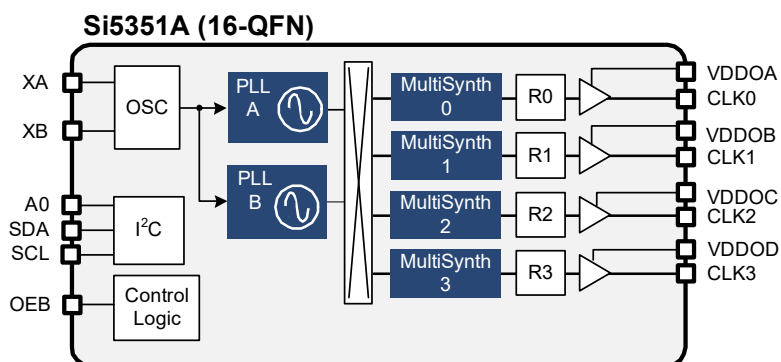 Si5351A (16-QFN)
XA
XB
A0
SDA
SCL
OEB
OSC
I²C
Control
Logic
PLL
A
PLL
B
MultiSynth
0
MultiSynth
1
MultiSynth
2
MultiSynth
3
R0
R1
R2
R3
VDDOA
CLK0
VDDOB
CLK1
VDDOC
CLK2
VDDOD
CLK3